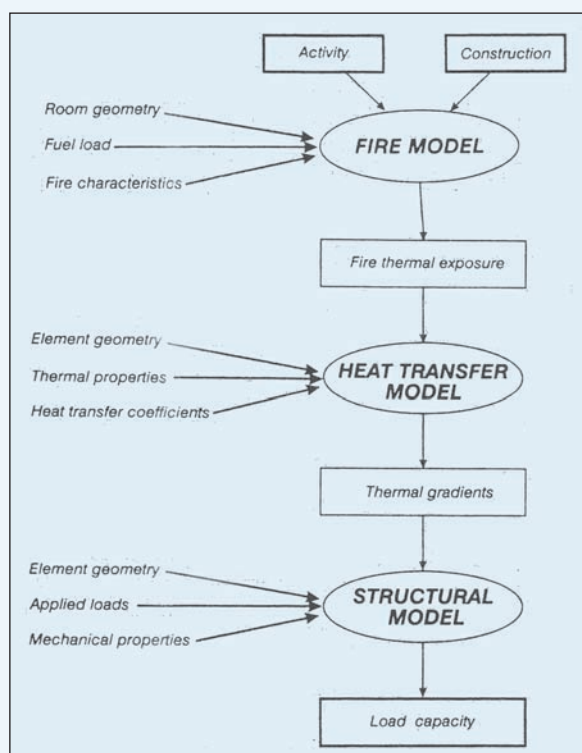 Activity
Construction
Room geometry
Fuel load
Fire characteristics
FIRE MODEL
Fire thermal exposure
Element geometry
Thermal properties
Heat transfer coefficients
HEAT TRANSFER
MODEL
Thermal gradients
Element geometry
Applied loads
Mechanical properties
STRUCTURAL
MODEL
Load capacity